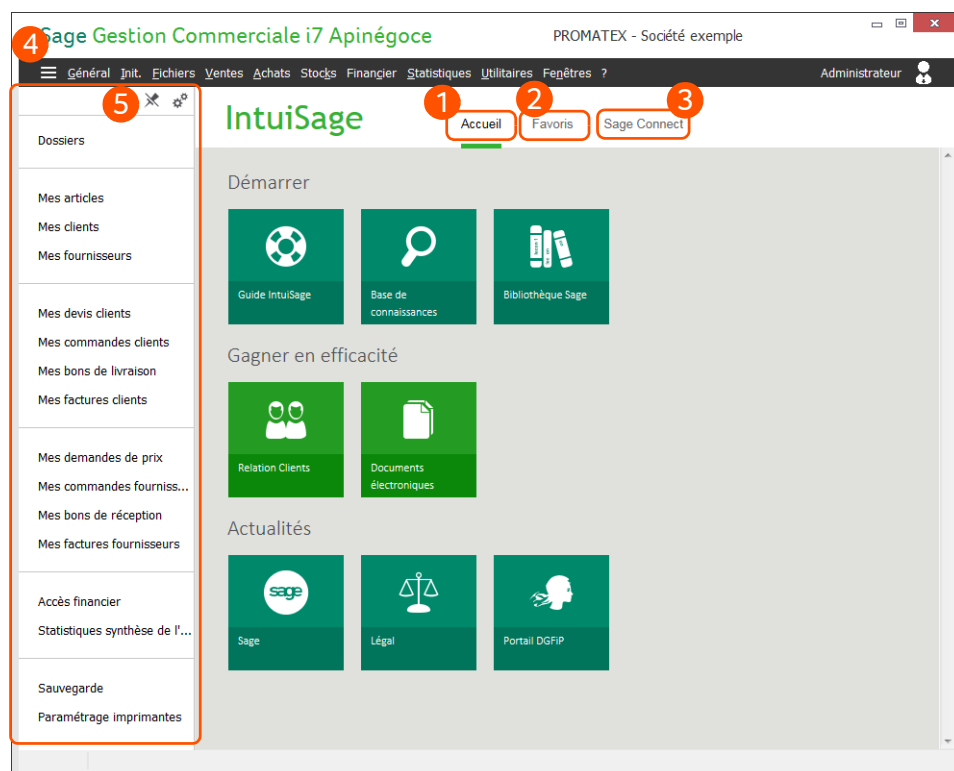 4
Sage Gestion Commerciale i7 Apinégoce
PROMATEX - Société exemple
Général Init. Fichiers Ventes Achats Stocks Financier Statistiques Utilitaires Fenêtres ?
Administrateur
5
IntuiSage
1
Accueil
2
Favoris
3
Sage Connect
Dossiers
Mes articles
Mes clients
Mes fournisseurs
Mes devis clients
Mes commandes clients
Mes bons de livraison
Mes factures clients
Mes demandes de prix
Mes commandes fourniss...
Mes bons de réception
Mes factures fournisseurs
Accès financier
Statistiques synthèse de l'...
Sauvegarde
Paramétrage imprimantes
Démarrer
Guide IntuiSage
Base de
connaissances
Bibliothèque Sage
Gagner en efficacité
Relation Clients
Documents
électroniques
Actualités
sage
Sage
Légal
Portail DGFiP